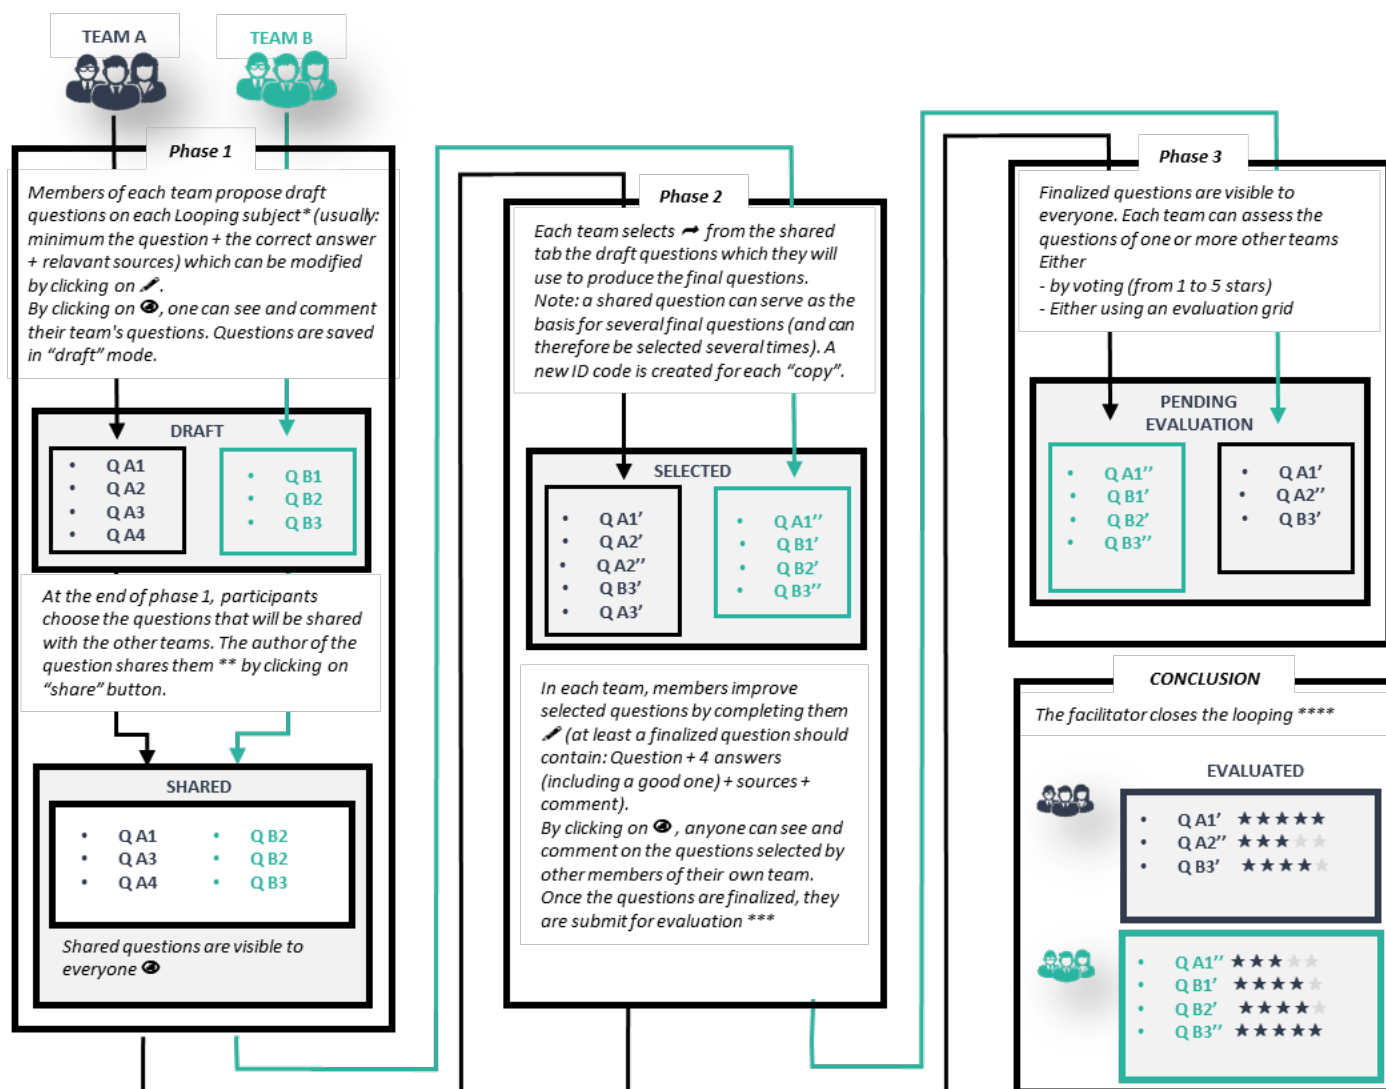 TEAM A
TEAM B
Phase 1
Members of each team propose draft
questions on each Looping subject* (usually:
minimum the question + the correct answer
+ relavant sources) which can be modified
by clicking on .
By clicking on , one can see and comment
their team's questions. Questions are saved
in “draft” mode.
DRAFT
• Q A1
• Q A2
• Q A3
• Q A4
• Q B1
• Q B2
• Q B3
At the end of phase 1, participants
choose the questions that will be shared
with the other teams. The author of the
question shares them ** by clicking on
“share” button.
SHARED
• Q A1
• Q A3
• Q A4
• Q B2
• Q B2
• Q B3
Shared questions are visible to
everyone
Phase 2
Each team selects from the shared
tab the draft questions which they will
use to produce the final questions.
Note: a shared question can serve as the
basis for several final questions (and can
therefore be selected several times). A
new ID code is created for each “copy”.
SELECTED
• Q A1’
• Q A2’
• Q A2’’
• Q B3’
• Q A3’
• Q A1’’
• Q B1’
• Q B2’
• Q B3’’
In each team, members improve
selected questions by completing them
(at least a finalized question should
contain: Question + 4 answers
(including a good one) + sources +
comment).
By clicking on , anyone can see and
comment on the questions selected by
other members of their own team.
Once the questions are finalized, they
are submit for evaluation ***
Phase 3
Finalized questions are visible to
everyone. Each team can assess the
questions of one or more other teams
Either
- by voting (from 1 to 5 stars)
- Either using an evaluation grid
PENDING
EVALUATION
• Q A1’’
• Q B1’
• Q B2’
• Q B3’’
• Q A1’
• Q A2’’
• Q B3’
CONCLUSION
The facilitator closes the looping ****
EVALUATED
• Q A1’ ★★★★★
• Q A2’’ ★★★★★
• Q B3’ ★★★★★
• Q A1’’ ★★★★★
• Q B1’ ★★★★★
• Q B2’ ★★★★★
• Q B3’’ ★★★★★